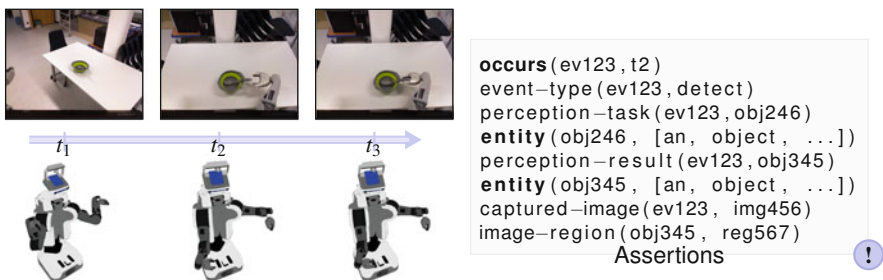 t1
t2
t3
occurs(ev123,t2)
event−type(ev123,detect)
perception−task(ev123,obj246)
entity(obj246, [an, object, ...])
perception−result(ev123,obj345)
entity(obj345, [an, object, ...])
captured−image(ev123, img456)
image−region(obj345, reg567)
Assertions
!